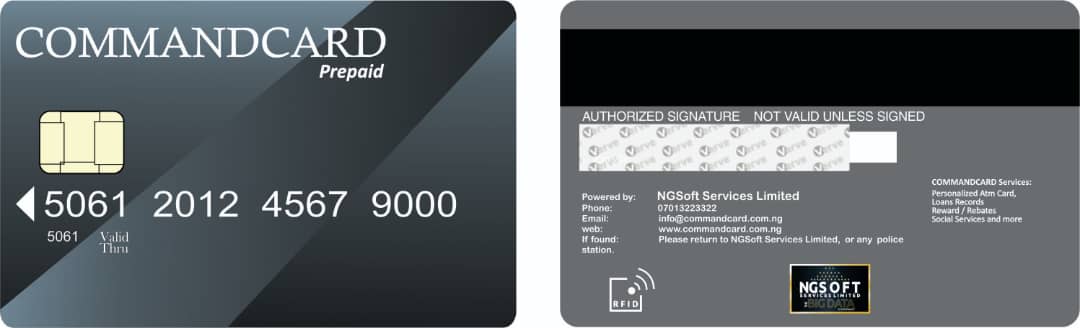 COMMANDCARD
Prepaid
5061 2012 4567 9000
5061 Valid
Thru
AUTHORIZED SIGNATURE NOT VALID UNLESS SIGNED
Verve
Powered by: NGSoft Services Limited
Phone: 07013223322
Email: info@commandcard.com.ng
web: www.commandcard.com.ng
If found: Please return to NGSoft Services Limited, or any police
station.
COMMANDCARD Services:
Personalized Atm Card,
Loans Records
Reward / Rebates
Social Services and more
RFID
NGSOFT
SERVICES LIMITED
BIG DATA